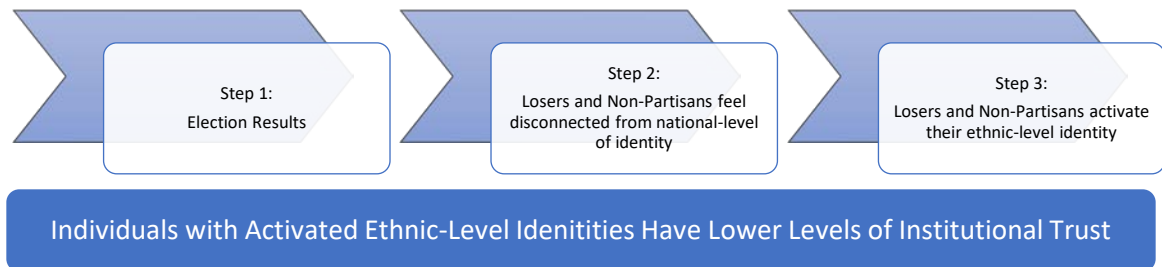 Step 1:
Election Results
Step 2:
Losers and Non-Partisans feel
disconnected from national-level
of identity
Step 3:
Losers and Non-Partisans activate
their ethnic-level identity
Individuals with Activated Ethnic-Level Idenitities Have Lower Levels of Institutional Trust